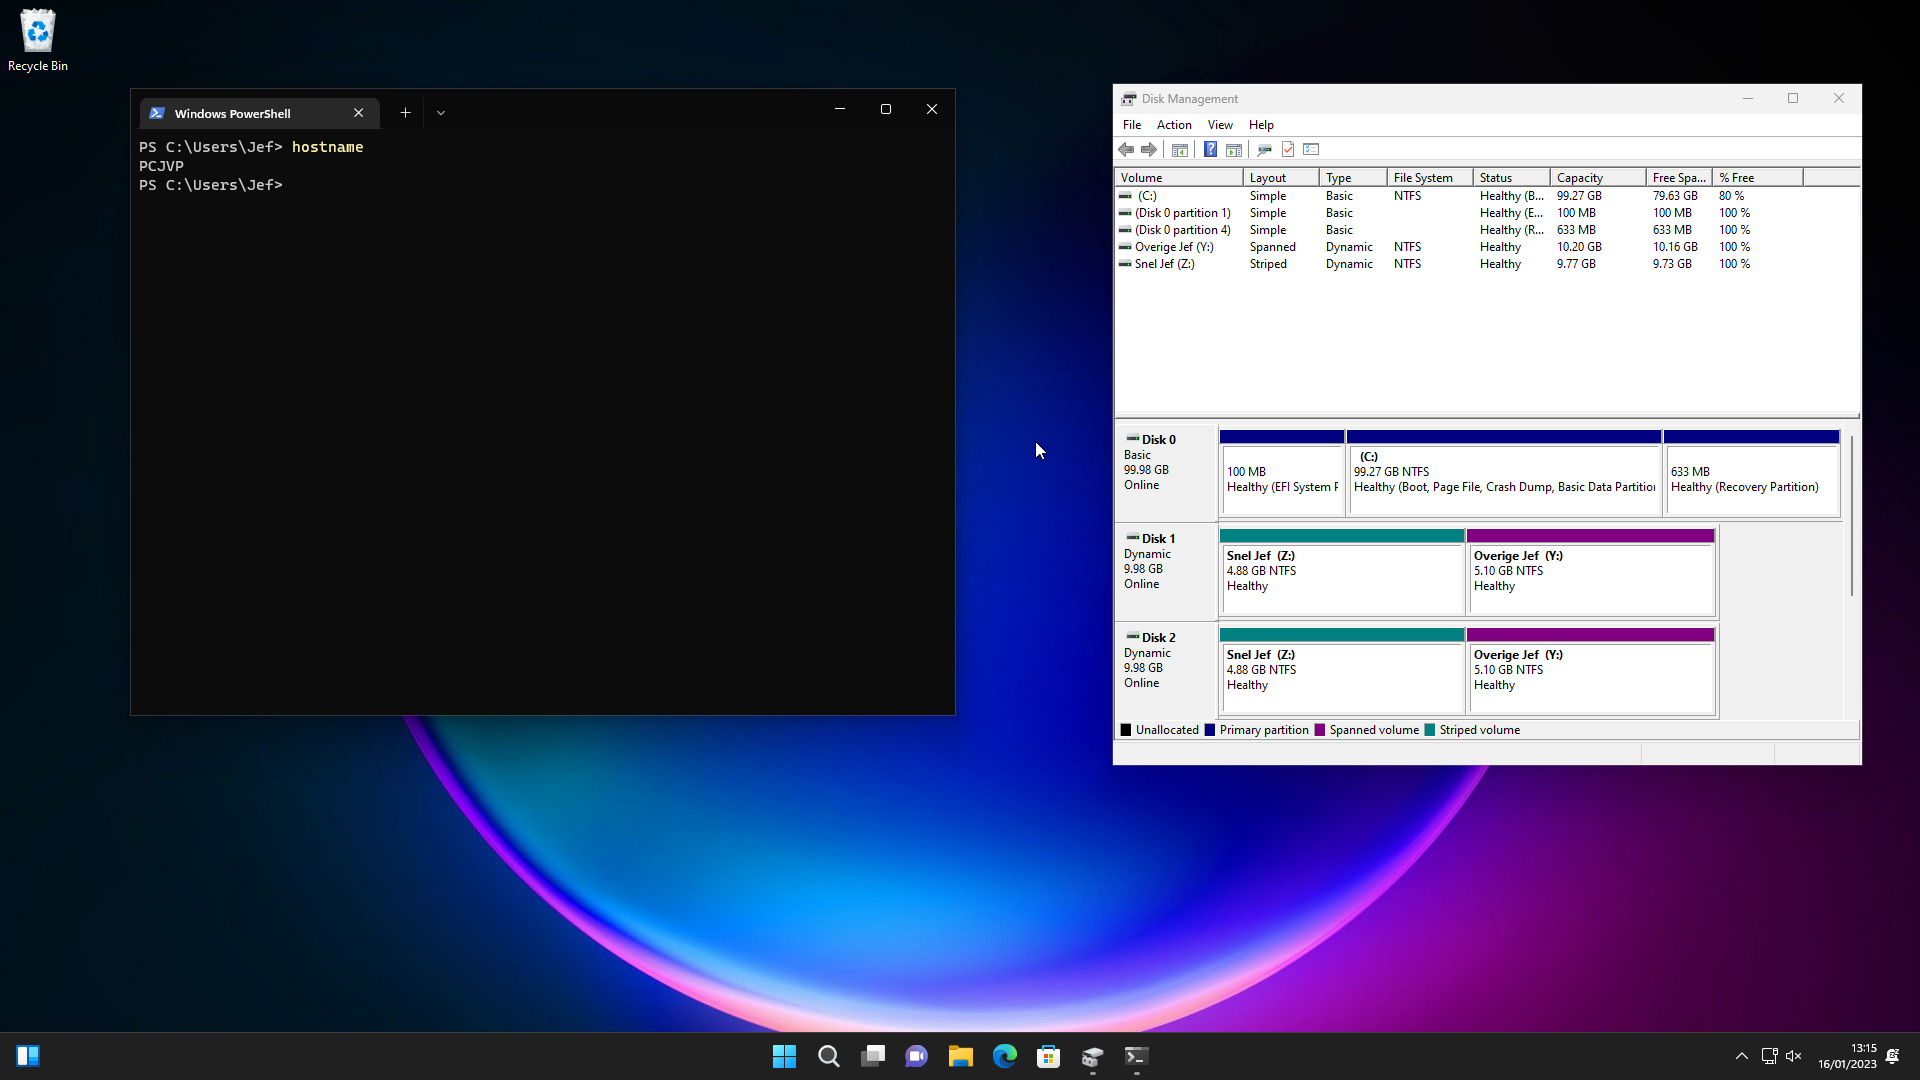 Recycle Bin
Windows PowerShell
PS C:\Users\Jef> hostname
PCJVP
PS C:\Users\Jef>
Disk Management
File Action View Help
Volume Layout Type File System Status Capacity Free Spa... % Free
(C:) Simple Basic NTFS Healthy (B... 99.27 GB 79.63 GB 80 %
(Disk 0 partition 1) Simple Basic Healthy (E... 100 MB 100 MB 100 %
(Disk 0 partition 4) Simple Basic Healthy (R... 633 MB 633 MB 100 %
Overige Jef (Y:) Spanned Dynamic NTFS Healthy 10.20 GB 10.16 GB 100 %
Snel Jef (Z:) Striped Dynamic NTFS Healthy 9.77 GB 9.73 GB 100 %
Disk 0
Basic
99.98 GB
Online
100 MB
Healthy (EFI System P
(C:)
99.27 GB NTFS
Healthy (Boot, Page File, Crash Dump, Basic Data Partition
633 MB
Healthy (Recovery Partition)
Disk 1
Dynamic
9.98 GB
Online
Snel Jef (Z:)
4.88 GB NTFS
Healthy
Overige Jef (Y:)
5.10 GB NTFS
Healthy
Disk 2
Dynamic
9.98 GB
Online
Snel Jef (Z:)
4.88 GB NTFS
Healthy
Overige Jef (Y:)
5.10 GB NTFS
Healthy
Unallocated Primary partition Spanned volume Striped volume
13:15
16/01/2023